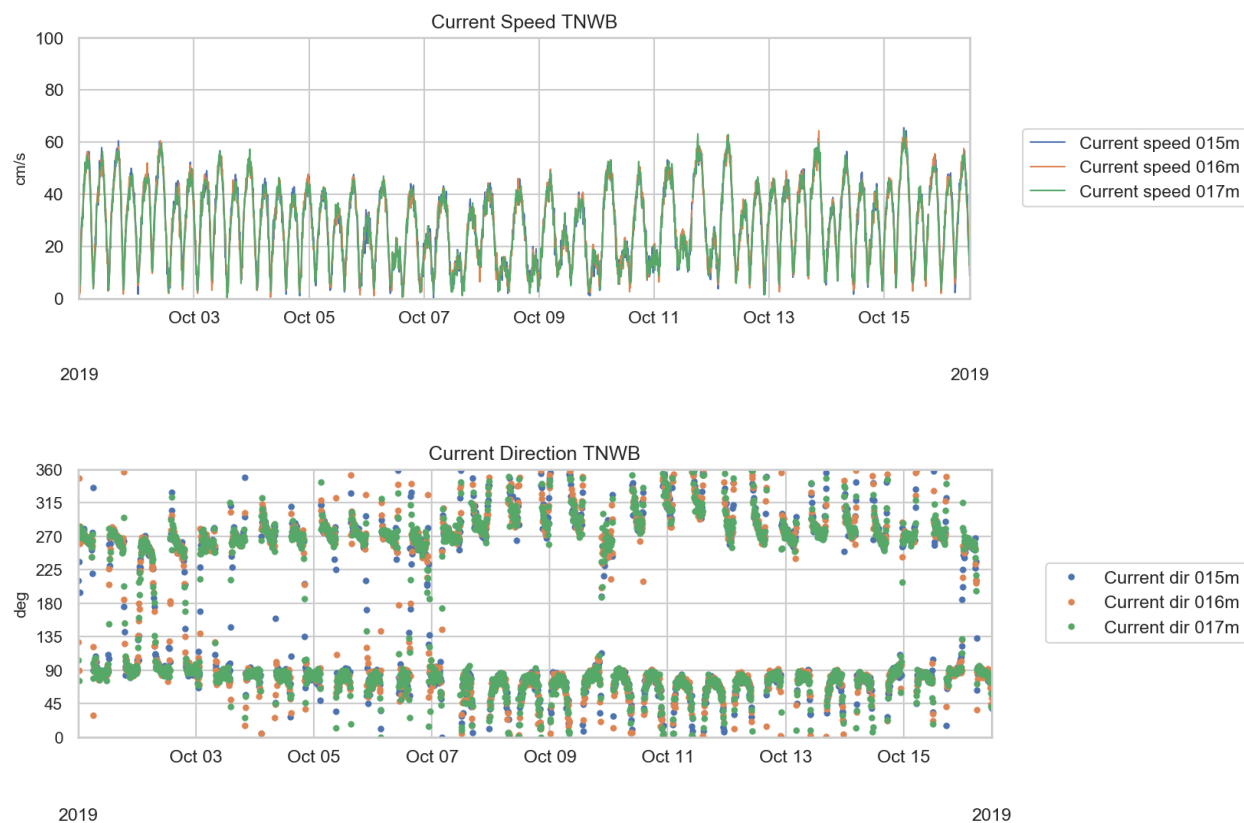 Current Speed TNWB
100
80
60
40
20
0
cm/s
Oct 03 Oct 05 Oct 07 Oct 09 Oct 11 Oct 13 Oct 15
2019 2019
Current speed 015m
Current speed 016m
Current speed 017m
Current Direction TNWB
360
315
270
225
180
135
90
45
0
deg
Oct 03 Oct 05 Oct 07 Oct 09 Oct 11 Oct 13 Oct 15
2019 2019
Current dir 015m
Current dir 016m
Current dir 017m